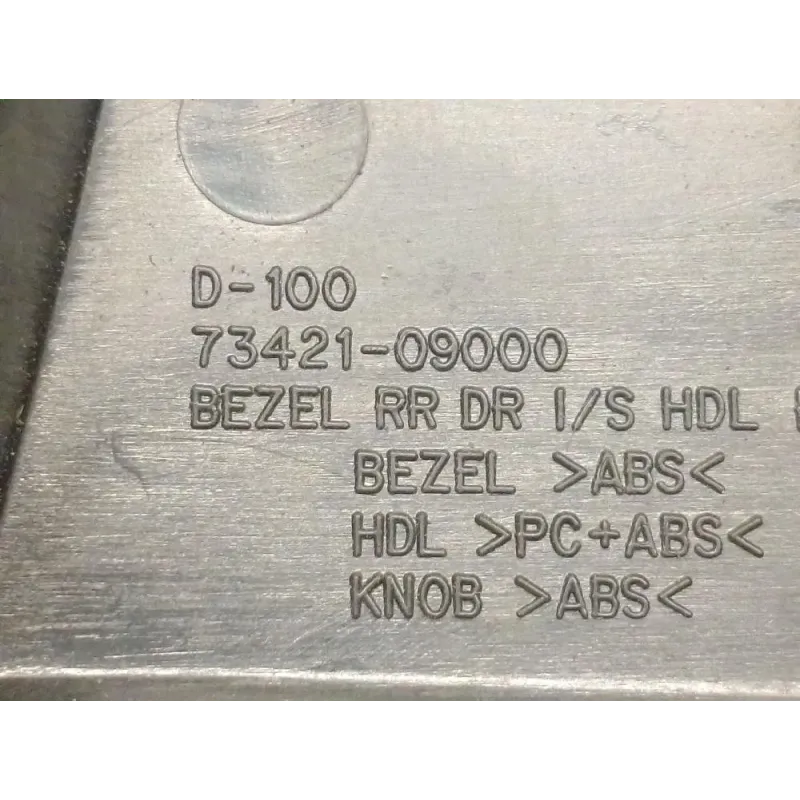 D-100
73421-09000
BEZEL RR DR I/S HDL
BEZEL >ABS<
HDL >PC+ABS<
KNOB >ABS<